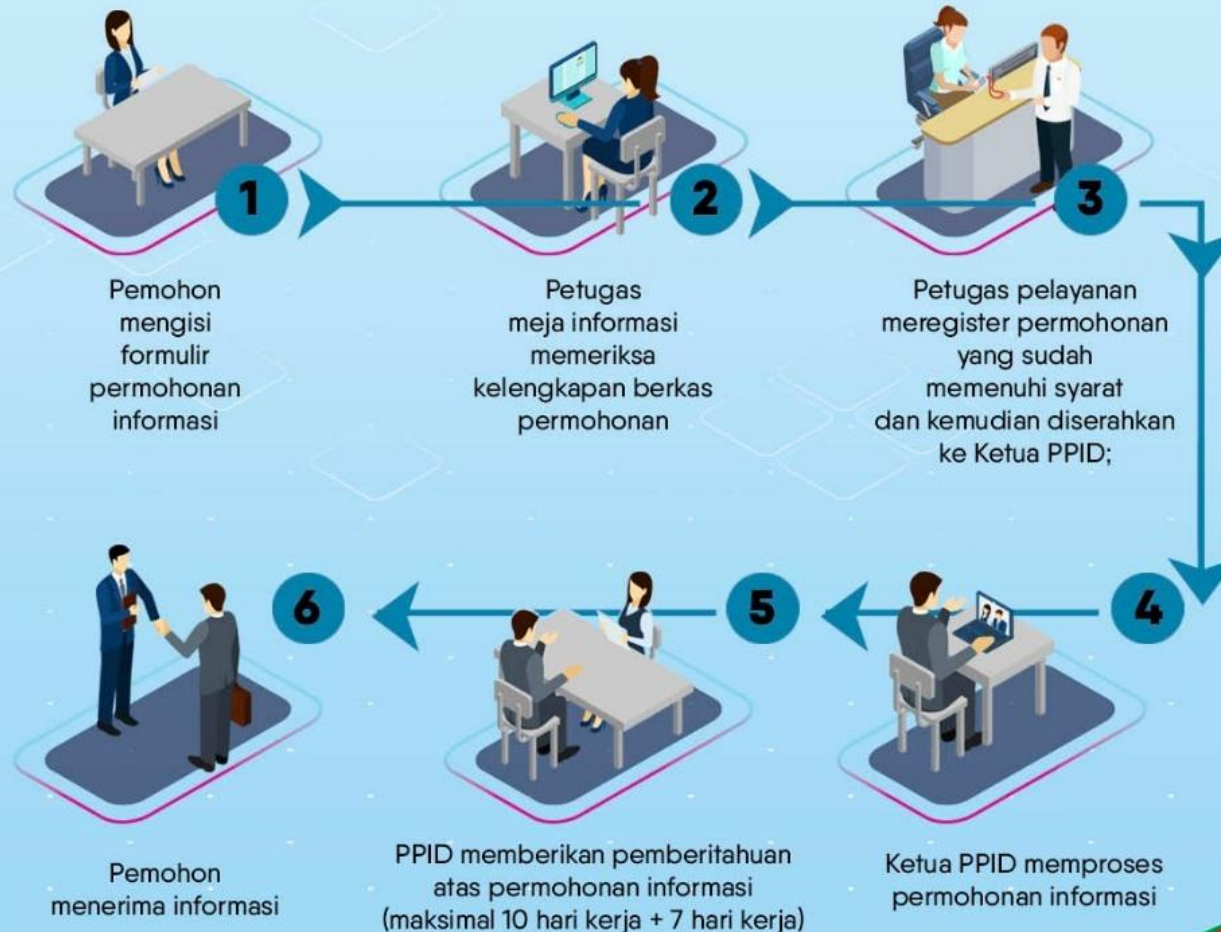 1
Pemohon
mengisi
formulir
permohonan
informasi
2
Petugas
meja informasi
memeriksa
kelengkapan berkas
permohonan
3
Petugas pelayanan
meregister permohonan
yang sudah
memenuhi syarat
dan kemudian diserahkan
ke Ketua PPID;
4
Ketua PPID memproses
permohonan informasi
5
PPID memberikan pemberitahuan
atas permohonan informasi
(maksimal 10 hari kerja + 7 hari kerja)
6
Pemohon
menerima informasi